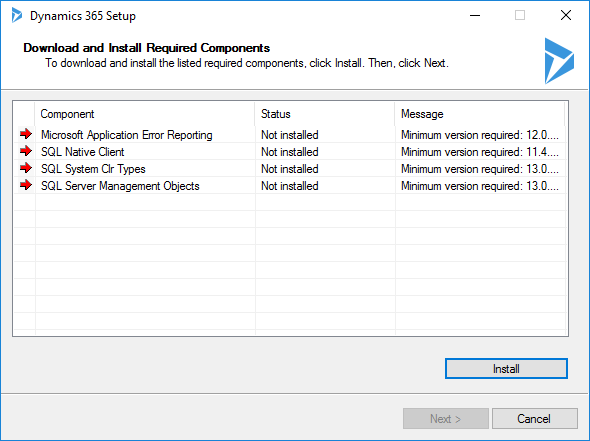 Dynamics 365 Setup
Download and Install Required Components
To download and install the listed required components, click Install. Then, click Next.
Component Status Message
Microsoft Application Error Reporting Not installed Minimum version required: 12.0....
SQL Native Client Not installed Minimum version required: 11.4....
SQL System Clr Types Not installed Minimum version required: 13.0....
SQL Server Management Objects Not installed Minimum version required: 13.0....
Install
Next > Cancel